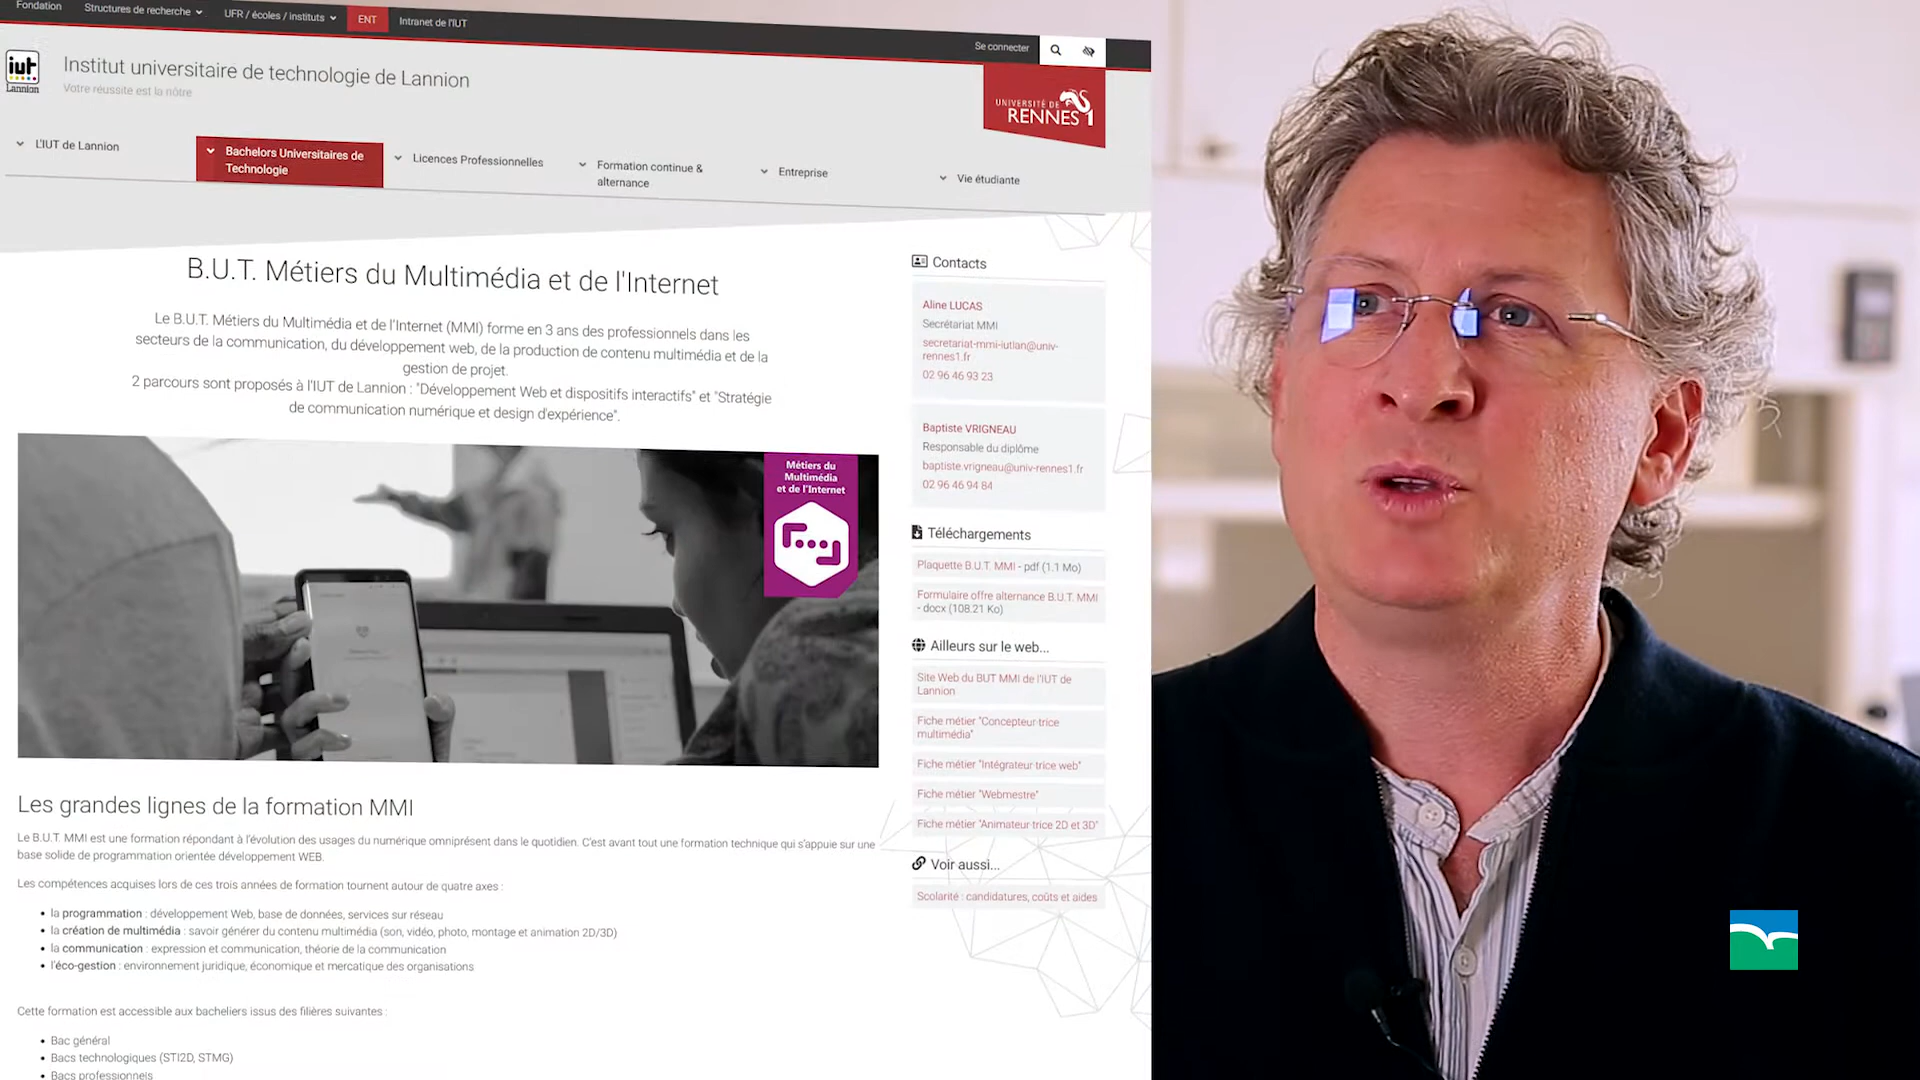 Fondation
Structures de recherche
UFR / écoles / instituts
ENT
Intranet de l'IUT
Se connecter
iut
Lannion
Institut universitaire de technologie de Lannion
Votre réussite est la nôtre
UNIVERSITÉ DE
RENNES 1
L'IUT de Lannion
Bachelors Universitaires de
Technologie
Licences Professionnelles
Formation continue &
alternance
Entreprise
Vie étudiante
B.U.T. Métiers du Multimédia et de l'Internet
Le B.U.T. Métiers du Multimédia et de l'Internet (MMI) forme en 3 ans des professionnels dans les
secteurs de la communication, du développement web, de la production de contenu multimédia et de la
gestion de projet.
2 parcours sont proposés à l'IUT de Lannion : "Développement Web et dispositifs interactifs" et "Stratégie
de communication numérique et design d'expérience".
Métiers du
Multimédia
et de l'Internet
Les grandes lignes de la formation MMI
Le B.U.T. MMI est une formation répondant à l'évolution des usages du numérique omniprésent dans le quotidien. C'est avant tout une formation technique qui s'appuie sur une
base solide de programmation orientée développement WEB.
Les compétences acquises lors de ces trois années de formation tournent autour de quatre axes :
• la programmation : développement Web, base de données, services sur réseau
• la création de multimédia : savoir générer du contenu multimédia (son, vidéo, photo, montage et animation 2D/3D)
• la communication : expression et communication, théorie de la communication
• l'éco-gestion : environnement juridique, économique et mercatique des organisations
Cette formation est accessible aux bacheliers issus des filières suivantes :
• Bac général
• Bacs technologiques (STI2D, STMG)
• Bacs professionnels
Contacts
Aline LUCAS
Secrétariat MMI
secretariat-mmi-iutlan@univ-
rennes1.fr
02 96 46 93 23
Baptiste VRIGNEAU
Responsable du diplôme
baptiste.vrigneau@univ-rennes1.fr
02 96 46 94 84
Téléchargements
Plaquette B.U.T. MMI - pdf (1.1 Mo)
Formulaire offre alternance B.U.T. MMI
- docx (108.21 Ko)
Ailleurs sur le web...
Site Web du BUT MMI de l'IUT de
Lannion
Fiche métier "Concepteur·trice
multimédia"
Fiche métier "Intégrateur·trice web"
Fiche métier "Webmestre"
Fiche métier "Animateur·trice 2D et 3D"
Voir aussi...
Scolarité : candidatures, coûts et aides